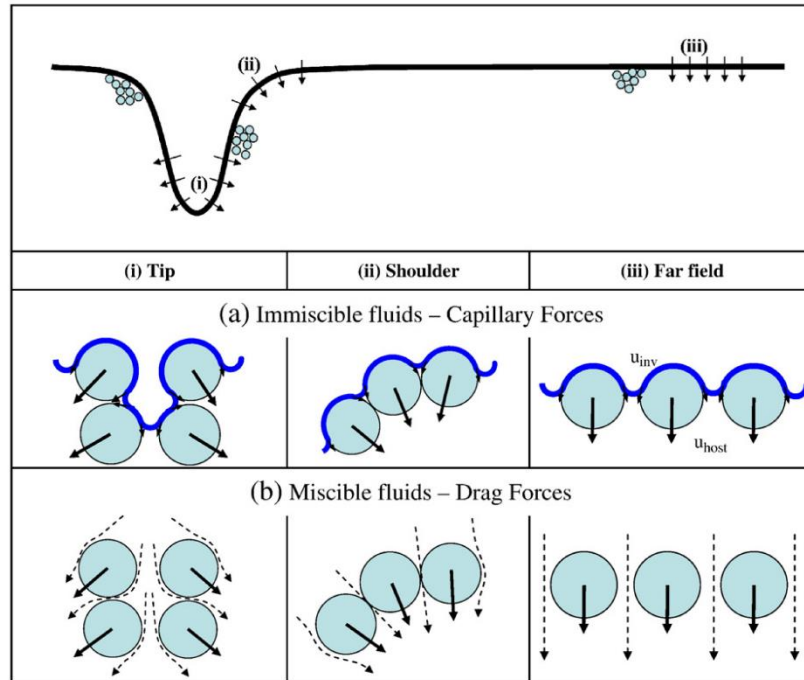 (ii)
(iii)
(i)
(i) Tip
(ii) Shoulder
(iii) Far field
(a) Immiscible fluids – Capillary Forces
u_inv
u_host
(b) Miscible fluids – Drag Forces